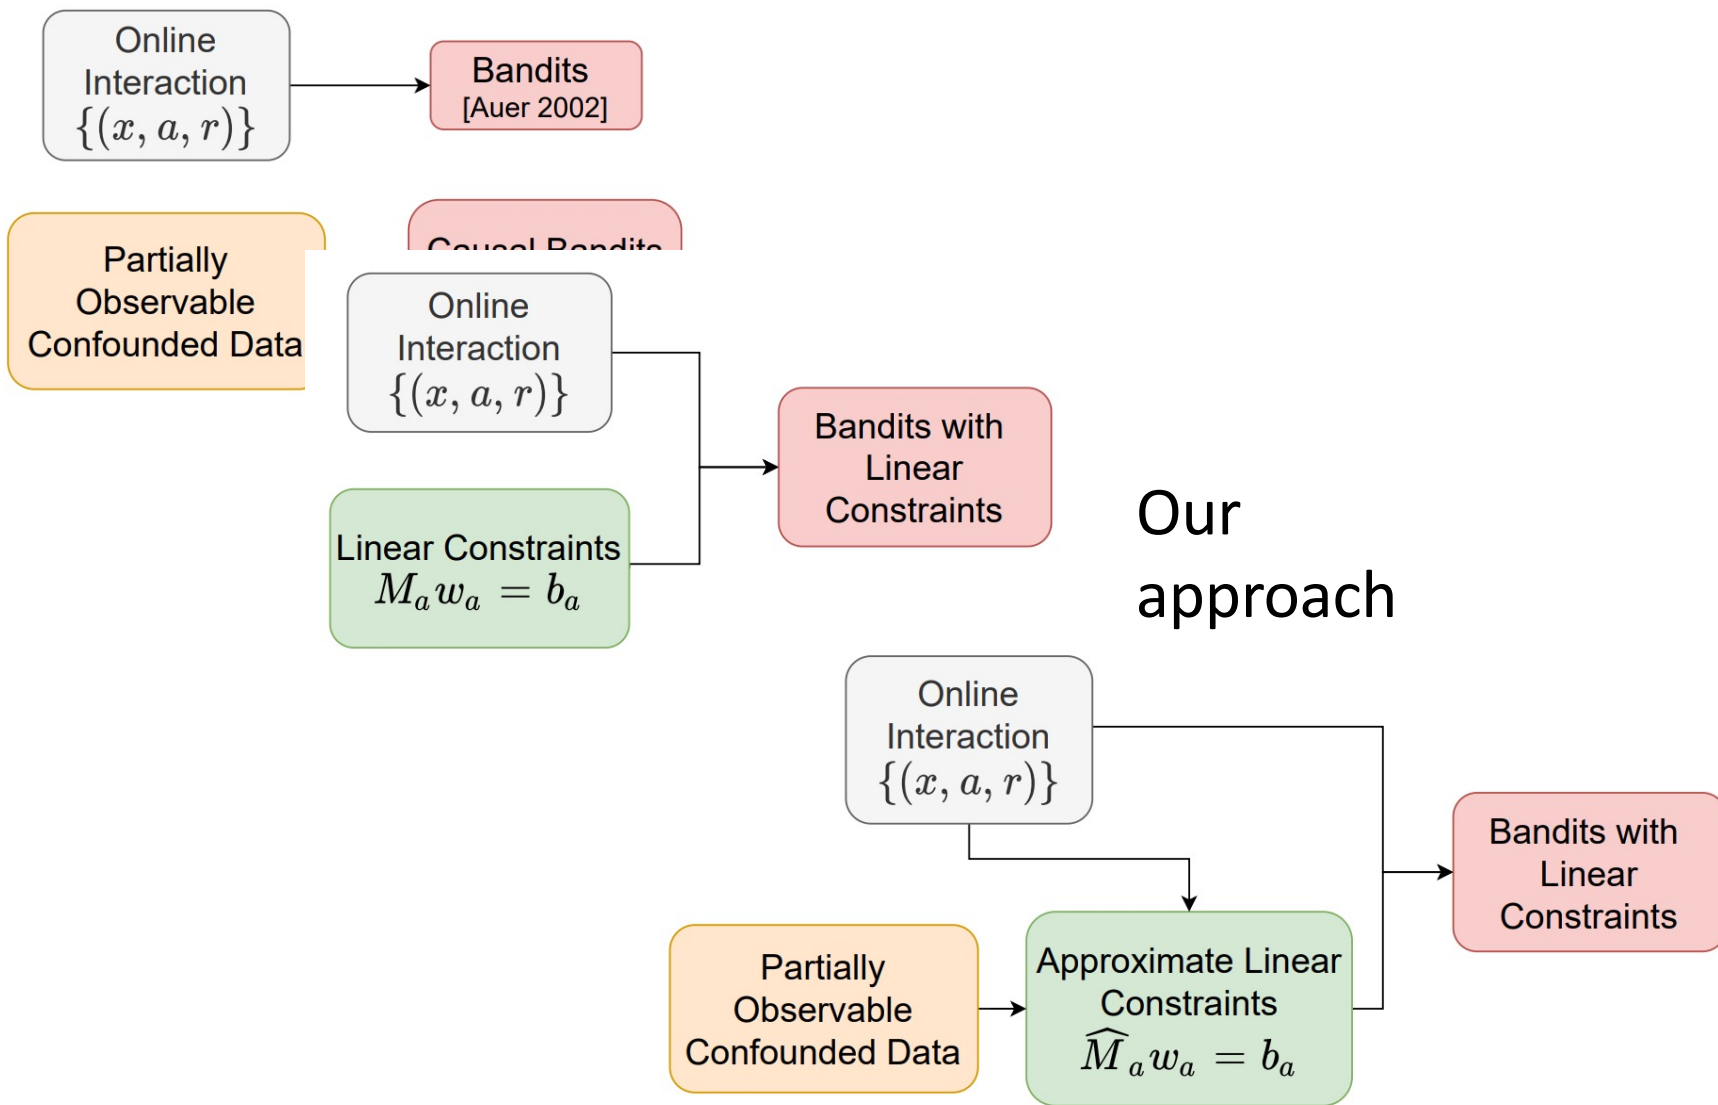 Online
Interaction
{(x, a, r)}
Bandits
[Auer 2002]
Partially
Observable
Confounded Data
Causal Bandits
Online
Interaction
{(x, a, r)}
Linear Constraints
M_a w_a = b_a
Bandits with
Linear
Constraints
Our
approach
Online
Interaction
{(x, a, r)}
Partially
Observable
Confounded Data
Approximate Linear
Constraints
\widehat{M}_a w_a = b_a
Bandits with
Linear
Constraints